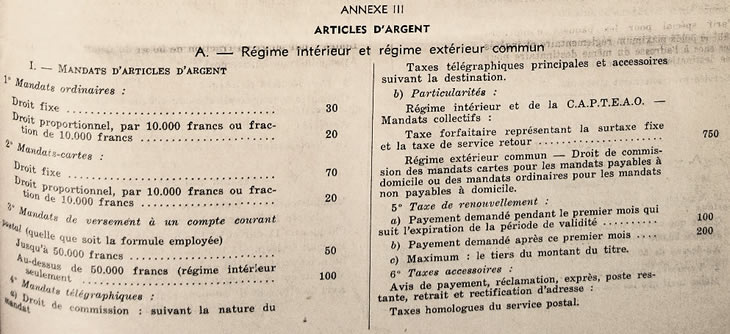 ANNEXE III
ARTICLES D'ARGENT
A. — Régime intérieur et régime extérieur commun
I. — MANDATS D'ARTICLES D'ARGENT
1° Mandats ordinaires :
Droit fixe .................... 30
Droit proportionnel, par 10.000 francs ou frac-
tion de 10.000 francs .................... 20
2° Mandats-cartes :
Droit fixe .................... 70
Droit proportionnel, par 10.000 francs ou frac-
tion de 10.000 francs .................... 20
3° Mandats de versement à un compte courant
postal (quelle que soit la formule employée)
Jusqu'à 50.000 francs .................... 50
Au-dessus de 50.000 francs (régime intérieur
seulement .................... 100
4° Mandats télégraphiques :
a) Droit de commission : suivant la nature du
mandat
Taxes télégraphiques principales et accessoires
suivant la destination.
b) Particularités :
Régime intérieur et de la C.A.P.T.E.A.O. —
Mandats collectifs :
Taxe forfaitaire représentant la surtaxe fixe
et la taxe de service retour .................... 750
Régime extérieur commun — Droit de commis-
sion des mandats cartes pour les mandats payables à
domicile ou des mandats ordinaires pour les mandats
non payables à domicile.
5° Taxe de renouvellement :
a) Payement demandé pendant le premier mois qui
suit l'expiration de la période de validité ......... 100
b) Payement demandé après ce premier mois .... 200
c) Maximum : le tiers du montant du titre.
6° Taxes accessoires :
Avis de payement, réclamation, exprès, poste res-
tante, retrait et rectification d'adresse :
Taxes homologues du service postal.